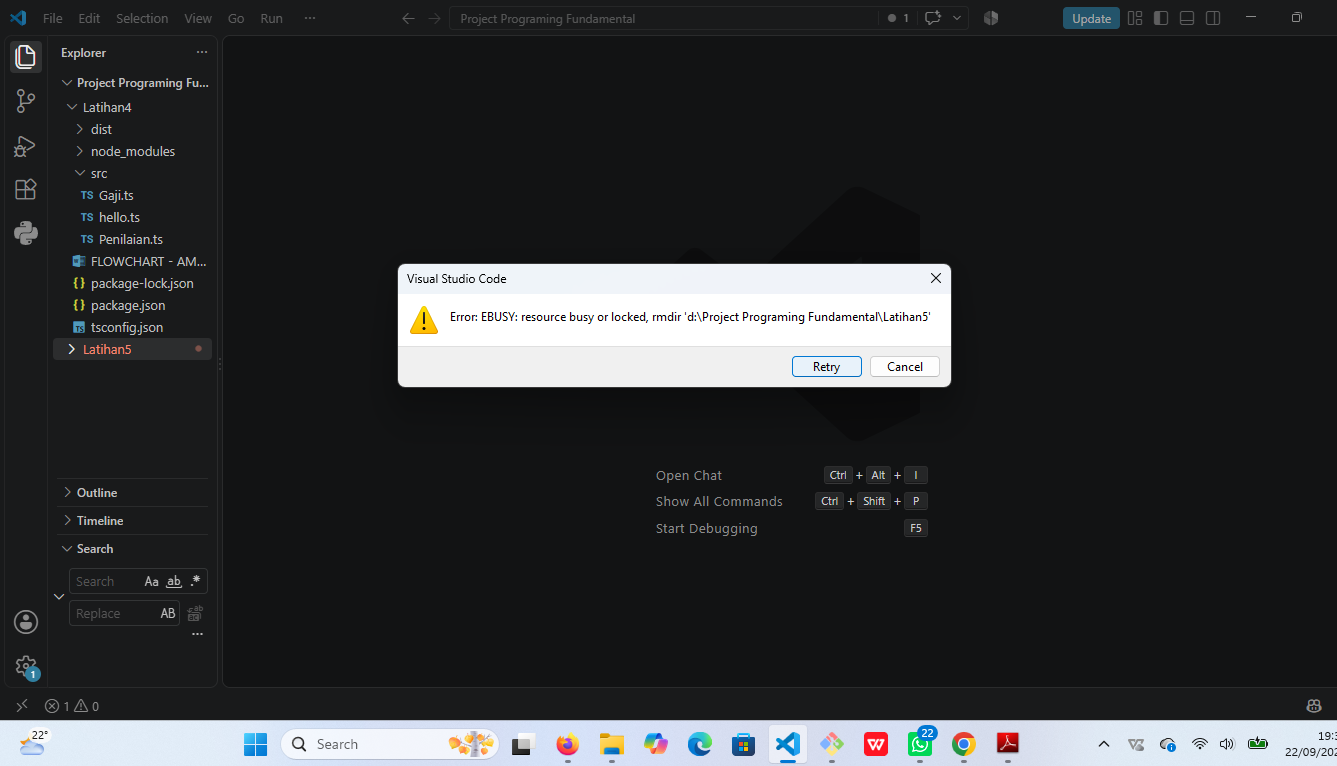 File Edit Selection View Go Run ···
Project Programing Fundamental
1
Update
Explorer
Project Programing Fu...
Latihan4
dist
node_modules
src
TS Gaji.ts
TS hello.ts
TS Penilaian.ts
FLOWCHART - AM...
{} package-lock.json
{} package.json
TS tsconfig.json
Latihan5
Outline
Timeline
Search
Search Aa ab .*
Replace AB
1
1 0
Visual Studio Code
Error: EBUSY: resource busy or locked, rmdir 'd:\Project Programing Fundamental\Latihan5'
Retry Cancel
Open Chat Ctrl + Alt + I
Show All Commands Ctrl + Shift + P
Start Debugging F5
22°
Search
22
19:3
22/09/202